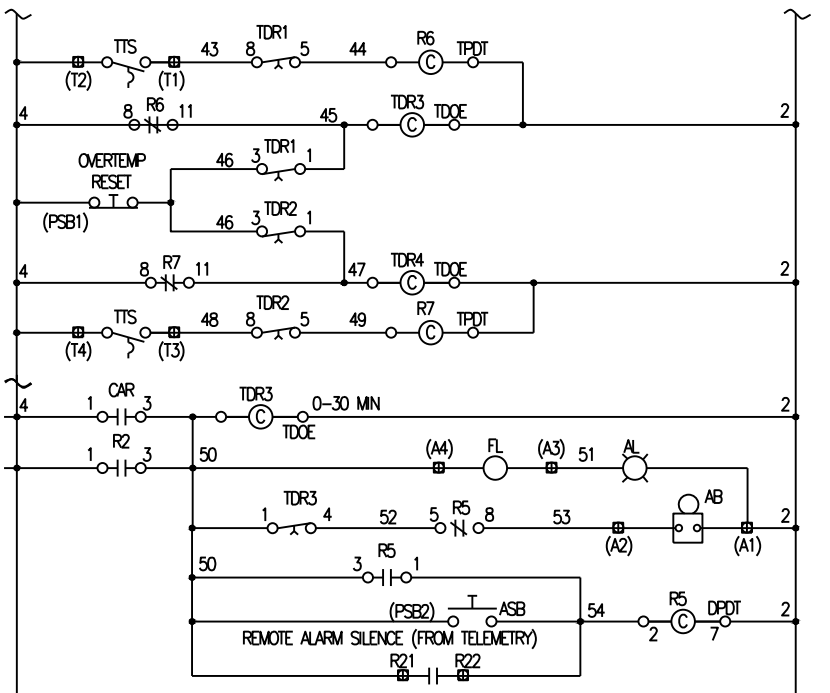 TDR1
R6
TTS 43 8 5 44 TPDT
(T2) (T1)
R6 TDR3
4 8 11 45 TDOE 2
TDR1
OVERTEMP 46 3 1
RESET
TDR2
(PSB1) 46 3 1
R7 TDR4
4 8 11 47 TDOE 2
TDR2 R7
TTS 48 8 5 49 TPDT
(T4) (T3)
CAR TDR3
4 1 3 0-30 MIN 2
R2 TDOE
1 3 50 (A4) FL (A3) 51 AL
TDR3 R5 AB
1 4 52 5 8 53 2
(A2) (A1)
R5
50 3 1
(PSB2) ASB 54 R5 DPDT 2
2 7
REMOTE ALARM SILENCE (FROM TELEMETRY)
R21 R22
C
C
C
C
C
C